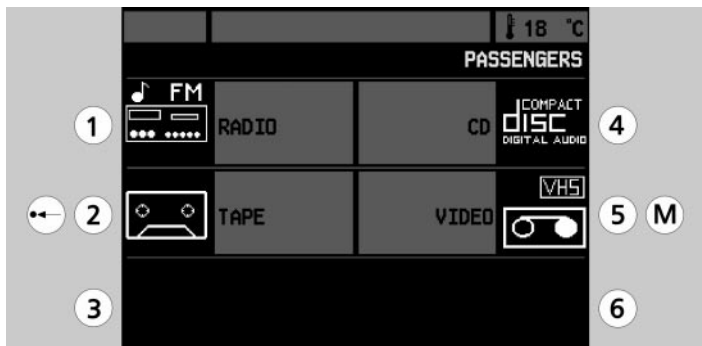 18 °C
PASSENGERS
FM
1
RADIO
CD
COMPACT
disc
DIGITAL AUDIO
4
2
TAPE
VIDEO
VHS
5
M
3
6